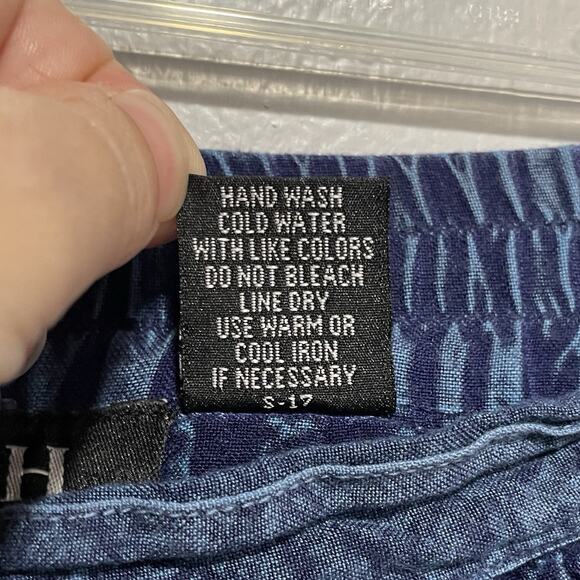 HAND WASH
COLD WATER
WITH LIKE COLORS
DO NOT BLEACH
LINE DRY
USE WARM OR
COOL IRON
IF NECESSARY
S-17
H